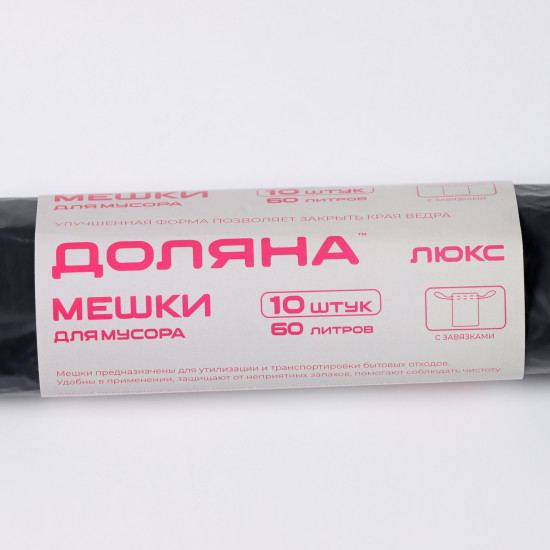 МЕШКИ 10 ШТУК
ДЛЯ МУСОРА 60 ЛИТРОВ С ЗАВЯЗКАМИ
УЛУЧШЕННАЯ ФОРМА ПОЗВОЛЯЕТ ЗАКРЫТЬ КРАЯ ВЕДРА
ДОЛЯНА™ ЛЮКС
МЕШКИ 10 ШТУК
ДЛЯ МУСОРА 60 ЛИТРОВ
С ЗАВЯЗКАМИ
Мешки предназначены для утилизации и транспортировки бытовых отходов.
Удобны в применении, защищают от неприятных запахов, помогают соблюдать чистоту